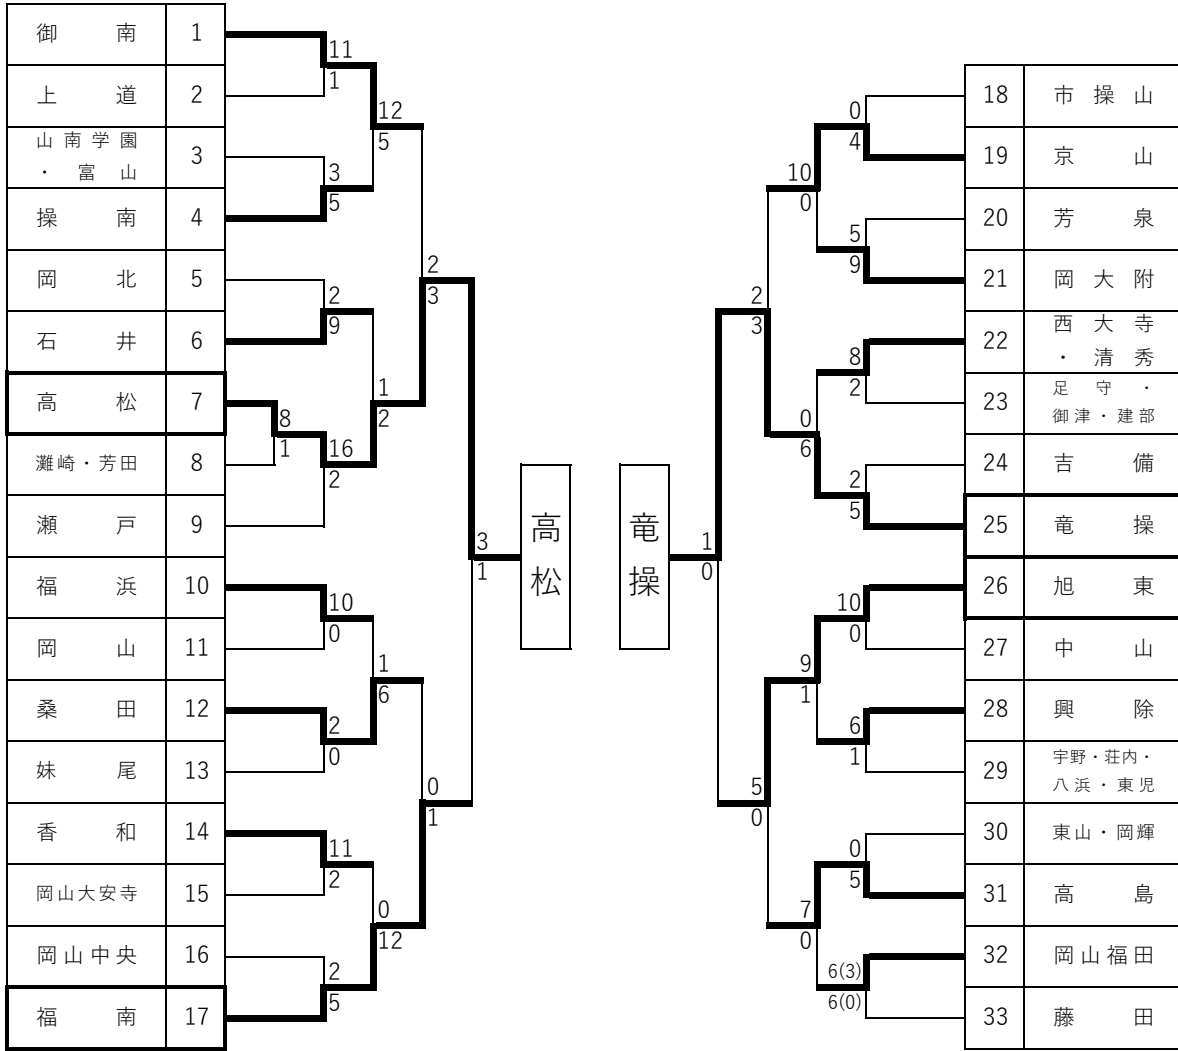 御南 1
上道 2
山南学園
・富山 3
操南 4
岡北 5
石井 6
高松 7
灘崎・芳田 8
瀬戸 9
福浜 10
岡山 11
桑田 12
妹尾 13
香和 14
岡山大安寺 15
岡山中央 16
福南 17
11
1
3
5
2
9
8
1
16
2
10
0
2
0
11
2
2
5
12
5
1
2
1
6
0
12
2
3
0
1
3
1
高松
竜操
1
0
2
3
5
0
10
0
0
6
9
1
7
0
0
4
5
9
8
2
2
5
10
0
6
1
0
5
6(3)
6(0)
18 市操山
19 京山
20 芳泉
21 岡大附
22 西大寺
・清秀
23 足守・
御津・建部
24 吉備
25 竜操
26 旭東
27 中山
28 興除
29 宇野・荘内・
八浜・東児
30 東山・岡輝
31 高島
32 岡山福田
33 藤田